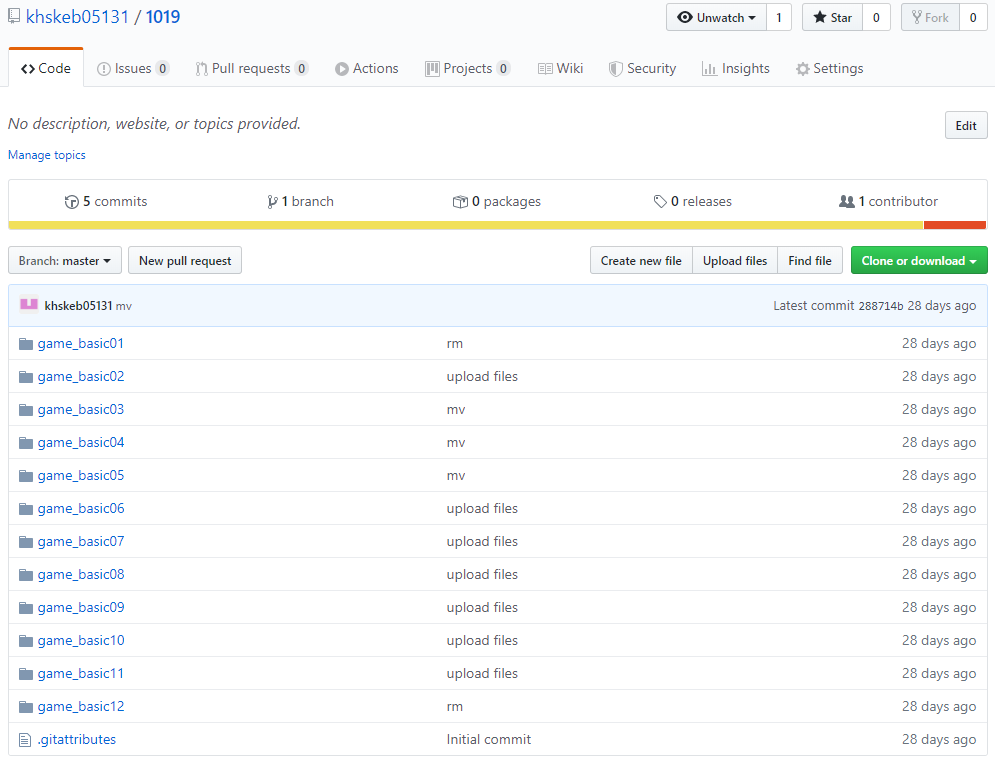 khskeb05131 / 1019 Unwatch 1 Star 0 Fork 0
Code Issues 0 Pull requests 0 Actions Projects 0 Wiki Security Insights Settings
No description, website, or topics provided. Edit
Manage topics
5 commits 1 branch 0 packages 0 releases 1 contributor
Branch: master New pull request Create new file Upload files Find file Clone or download
khskeb05131 mv Latest commit 288714b 28 days ago
game_basic01 rm 28 days ago
game_basic02 upload files 28 days ago
game_basic03 mv 28 days ago
game_basic04 mv 28 days ago
game_basic05 mv 28 days ago
game_basic06 upload files 28 days ago
game_basic07 upload files 28 days ago
game_basic08 upload files 28 days ago
game_basic09 upload files 28 days ago
game_basic10 upload files 28 days ago
game_basic11 upload files 28 days ago
game_basic12 rm 28 days ago
.gitattributes Initial commit 28 days ago